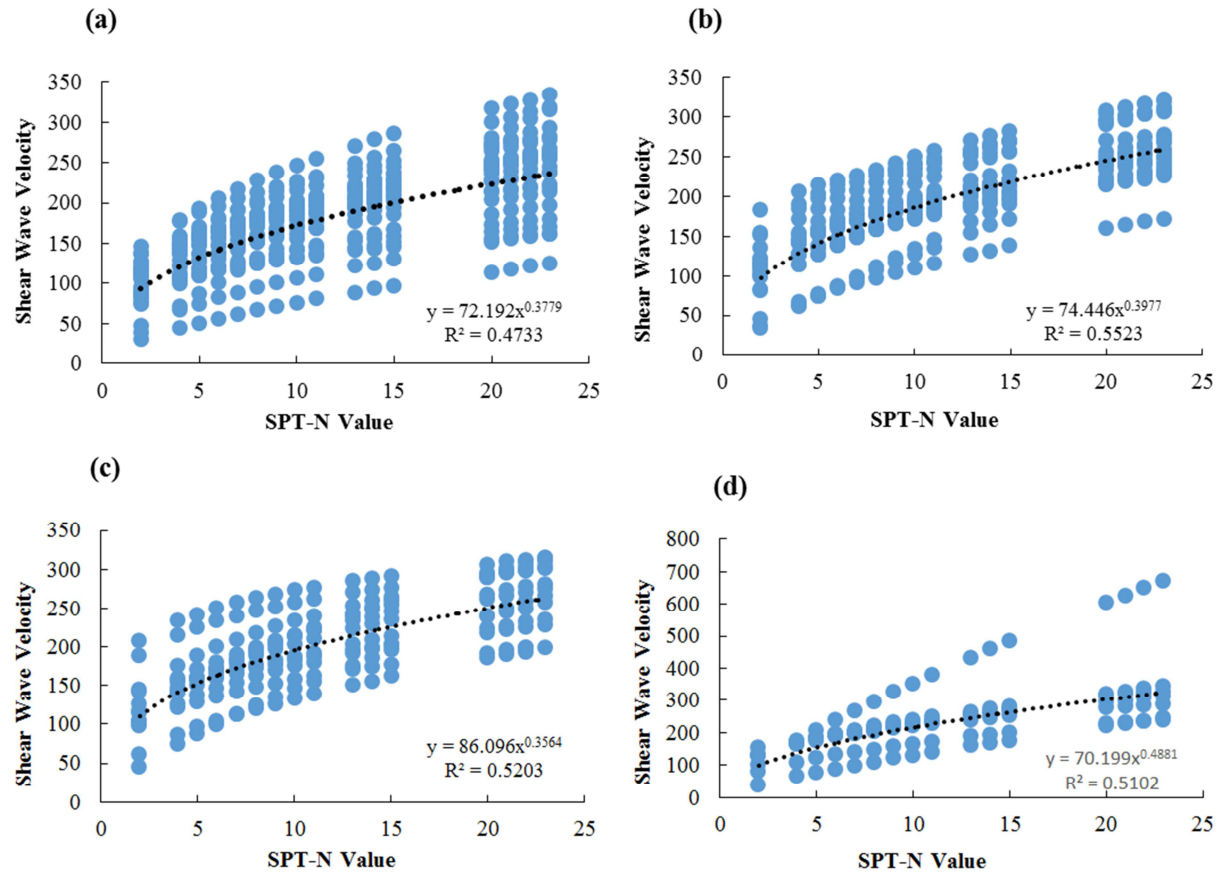 (a)
Shear Wave Velocity
350
300
250
200
150
100
50
0
y = 72.192x^0.3779
R² = 0.4733
0 5 10 15 20 25
SPT-N Value
(b)
Shear Wave Velocity
350
300
250
200
150
100
50
0
y = 74.446x^0.3977
R² = 0.5523
0 5 10 15 20 25
SPT-N Value
(c)
Shear Wave Velocity
350
300
250
200
150
100
50
0
y = 86.096x^0.3564
R² = 0.5203
0 5 10 15 20 25
SPT-N Value
(d)
Shear Wave Velocity
800
700
600
500
400
300
200
100
0
y = 70.199x^0.4881
R² = 0.5102
0 5 10 15 20 25
SPT-N Value